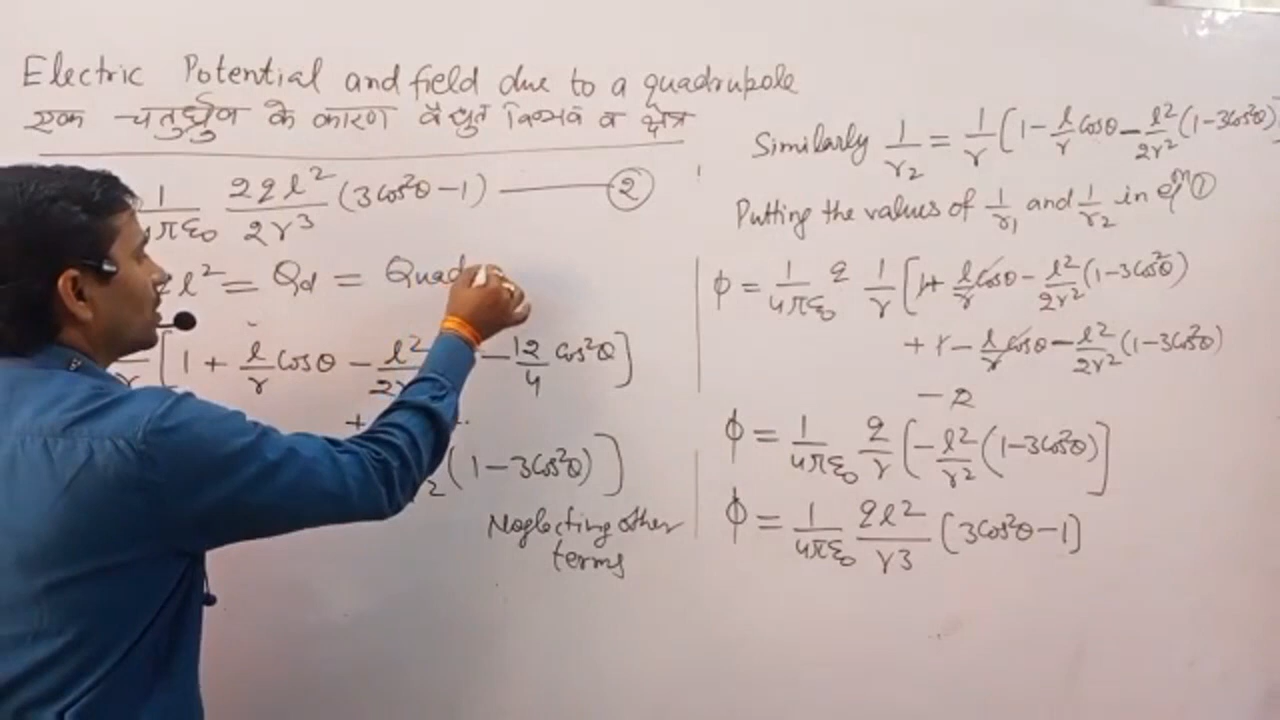 Electric Potential and field due to a quadrupole
एक चतुर्ध्रुव के कारण वैद्युत विभव व क्षेत्र
1/4πε₀ 2ql²/2r³ (3cos²θ-1) —— ②
ql² = Qd = Quad
[1 + l/r cosθ - l²/2r - 12/4 cos²θ]
+
2 (1-3cos²θ)]
Neglecting other
terms
Similarly 1/r₂ = 1/r [1 - l/r cosθ - l²/2r² (1-3cos²θ)]
Putting the values of 1/r₁ and 1/r₂ in eqⁿ ①
ϕ = 1/4πε₀ q 1/r [1 + l/r cosθ - l²/2r² (1-3cos²θ)
+ 1 - l/r cosθ - l²/2r² (1-3cos²θ)
- 2
ϕ = 1/4πε₀ q/r [-l²/r² (1-3cos²θ)]
ϕ = 1/4πε₀ ql²/r3 (3cos²θ-1)